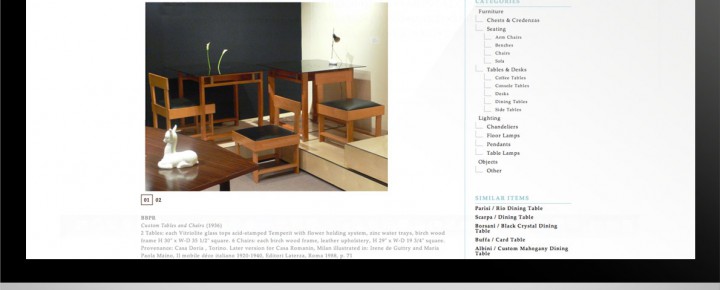 CATEGORIES
Furniture
Chests & Credenzas
Seating
Arm Chairs
Benches
Chairs
Sofa
Tables & Desks
Coffee Tables
Console Tables
Desks
Dining Tables
Side Tables
Lighting
Chandeliers
Floor Lamps
Pendants
Table Lamps
Objects
Other
01 02
BBPR
Custom Tables and Chairs (1936)
2 Tables: each Vitriolite glass tops acid-stamped Temperit with flower holding system, zinc water trays, birch wood
frame H 30" x W-D 35 1/2" square. 6 Chairs: each birch wood frame, leather upholstery, H 29" x W-D 19 3/4" square.
Provenance: Casa Doria , Torino. Later version for Casa Romanin, Milan illustrated in: Irene de Guttry and Maria
Paola Maino, Il mobile déco italiano 1920-1940, Editori Laterza, Roma 1988, p. 71
SIMILAR ITEMS
Parisi / Rio Dining Table
Scarpa / Dining Table
Borsani / Black Crystal Dining
Table
Buffa / Card Table
Albini / Custom Mahogany Dining
Table